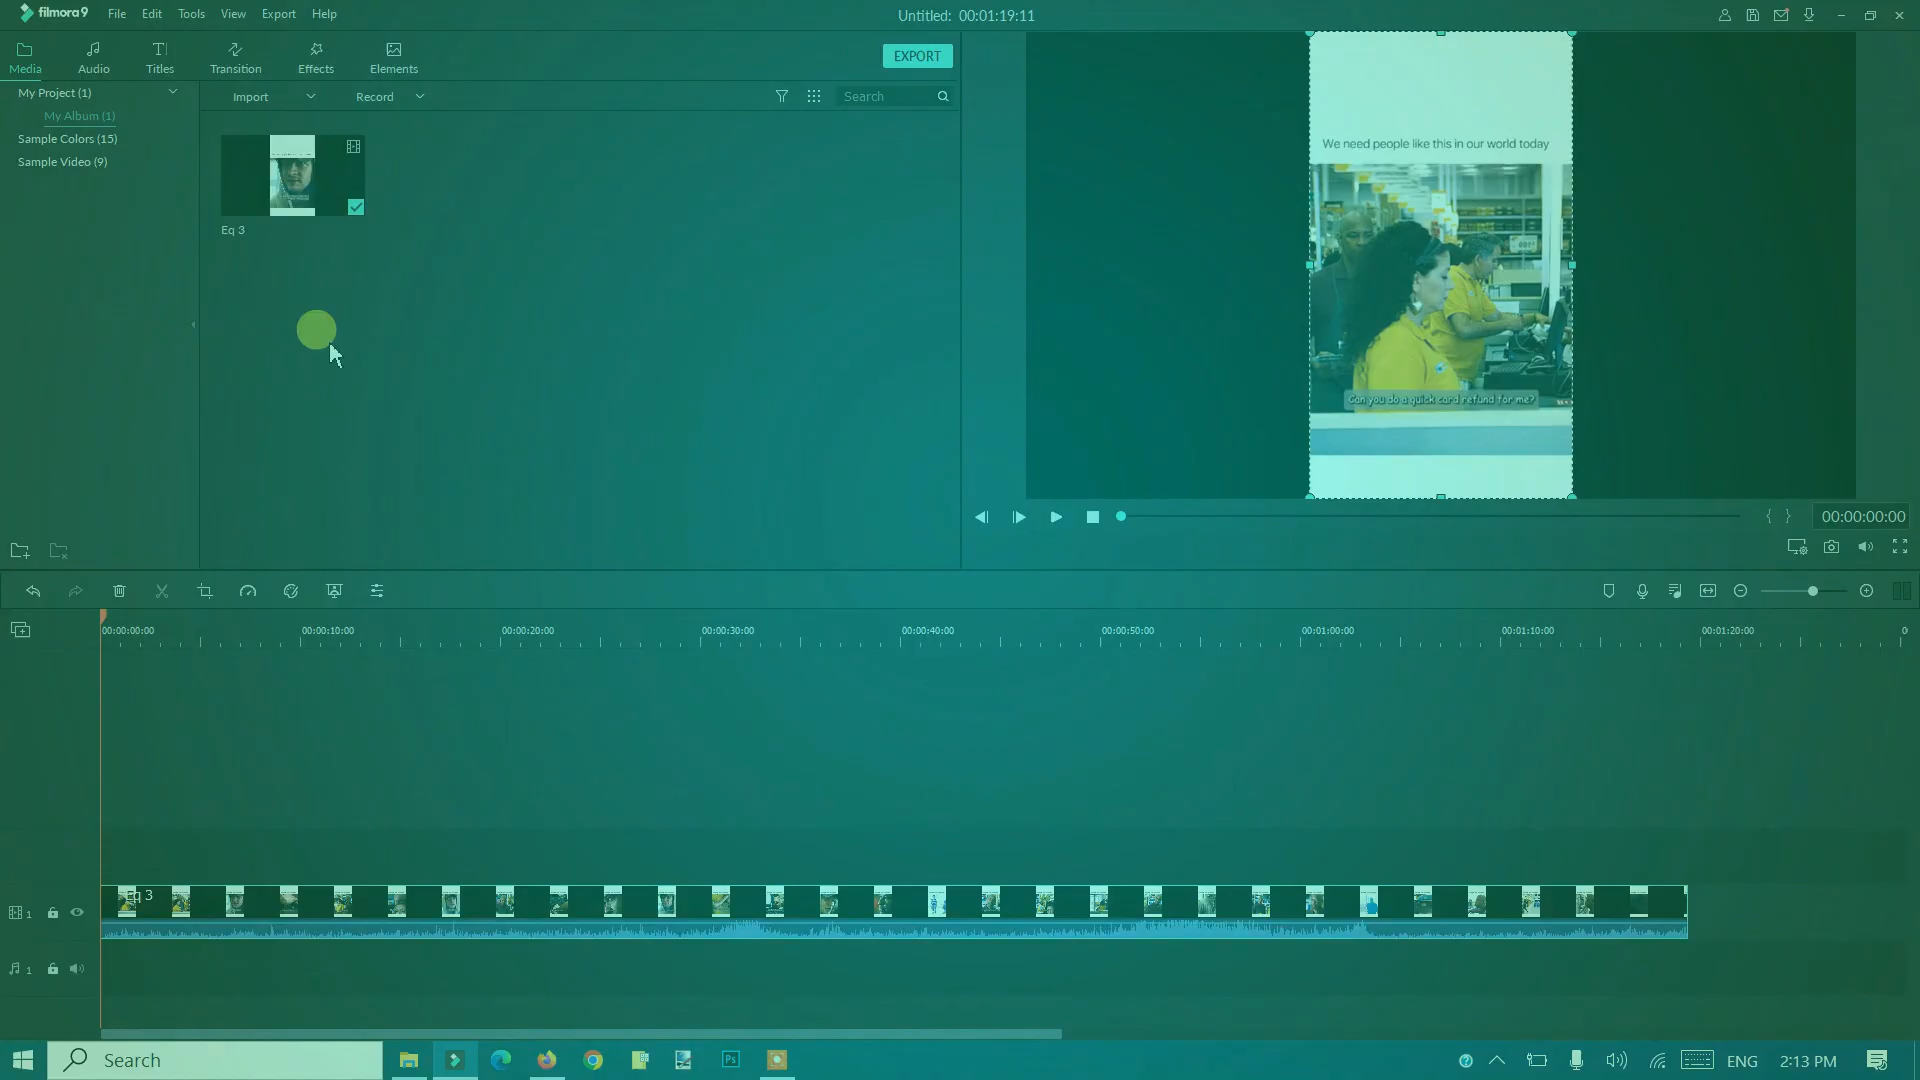 filmora9 File Edit Tools View Export Help
Untitled: 00:01:19:11
Media Audio Titles Transition Effects Elements
EXPORT
My Project (1)
My Album (1)
Sample Colors (15)
Sample Video (9)
Import Record Search
Eq 3
We need people like this in our world today
Can you do a quick card refund for me?
00:00:00:00
00:00:00:00 00:00:10:00 00:00:20:00 00:00:30:00 00:00:40:00 00:00:50:00 00:01:00:00 00:01:10:00 00:01:20:00
Eq 3
1
1
Search
Ps
ENG 2:13 PM